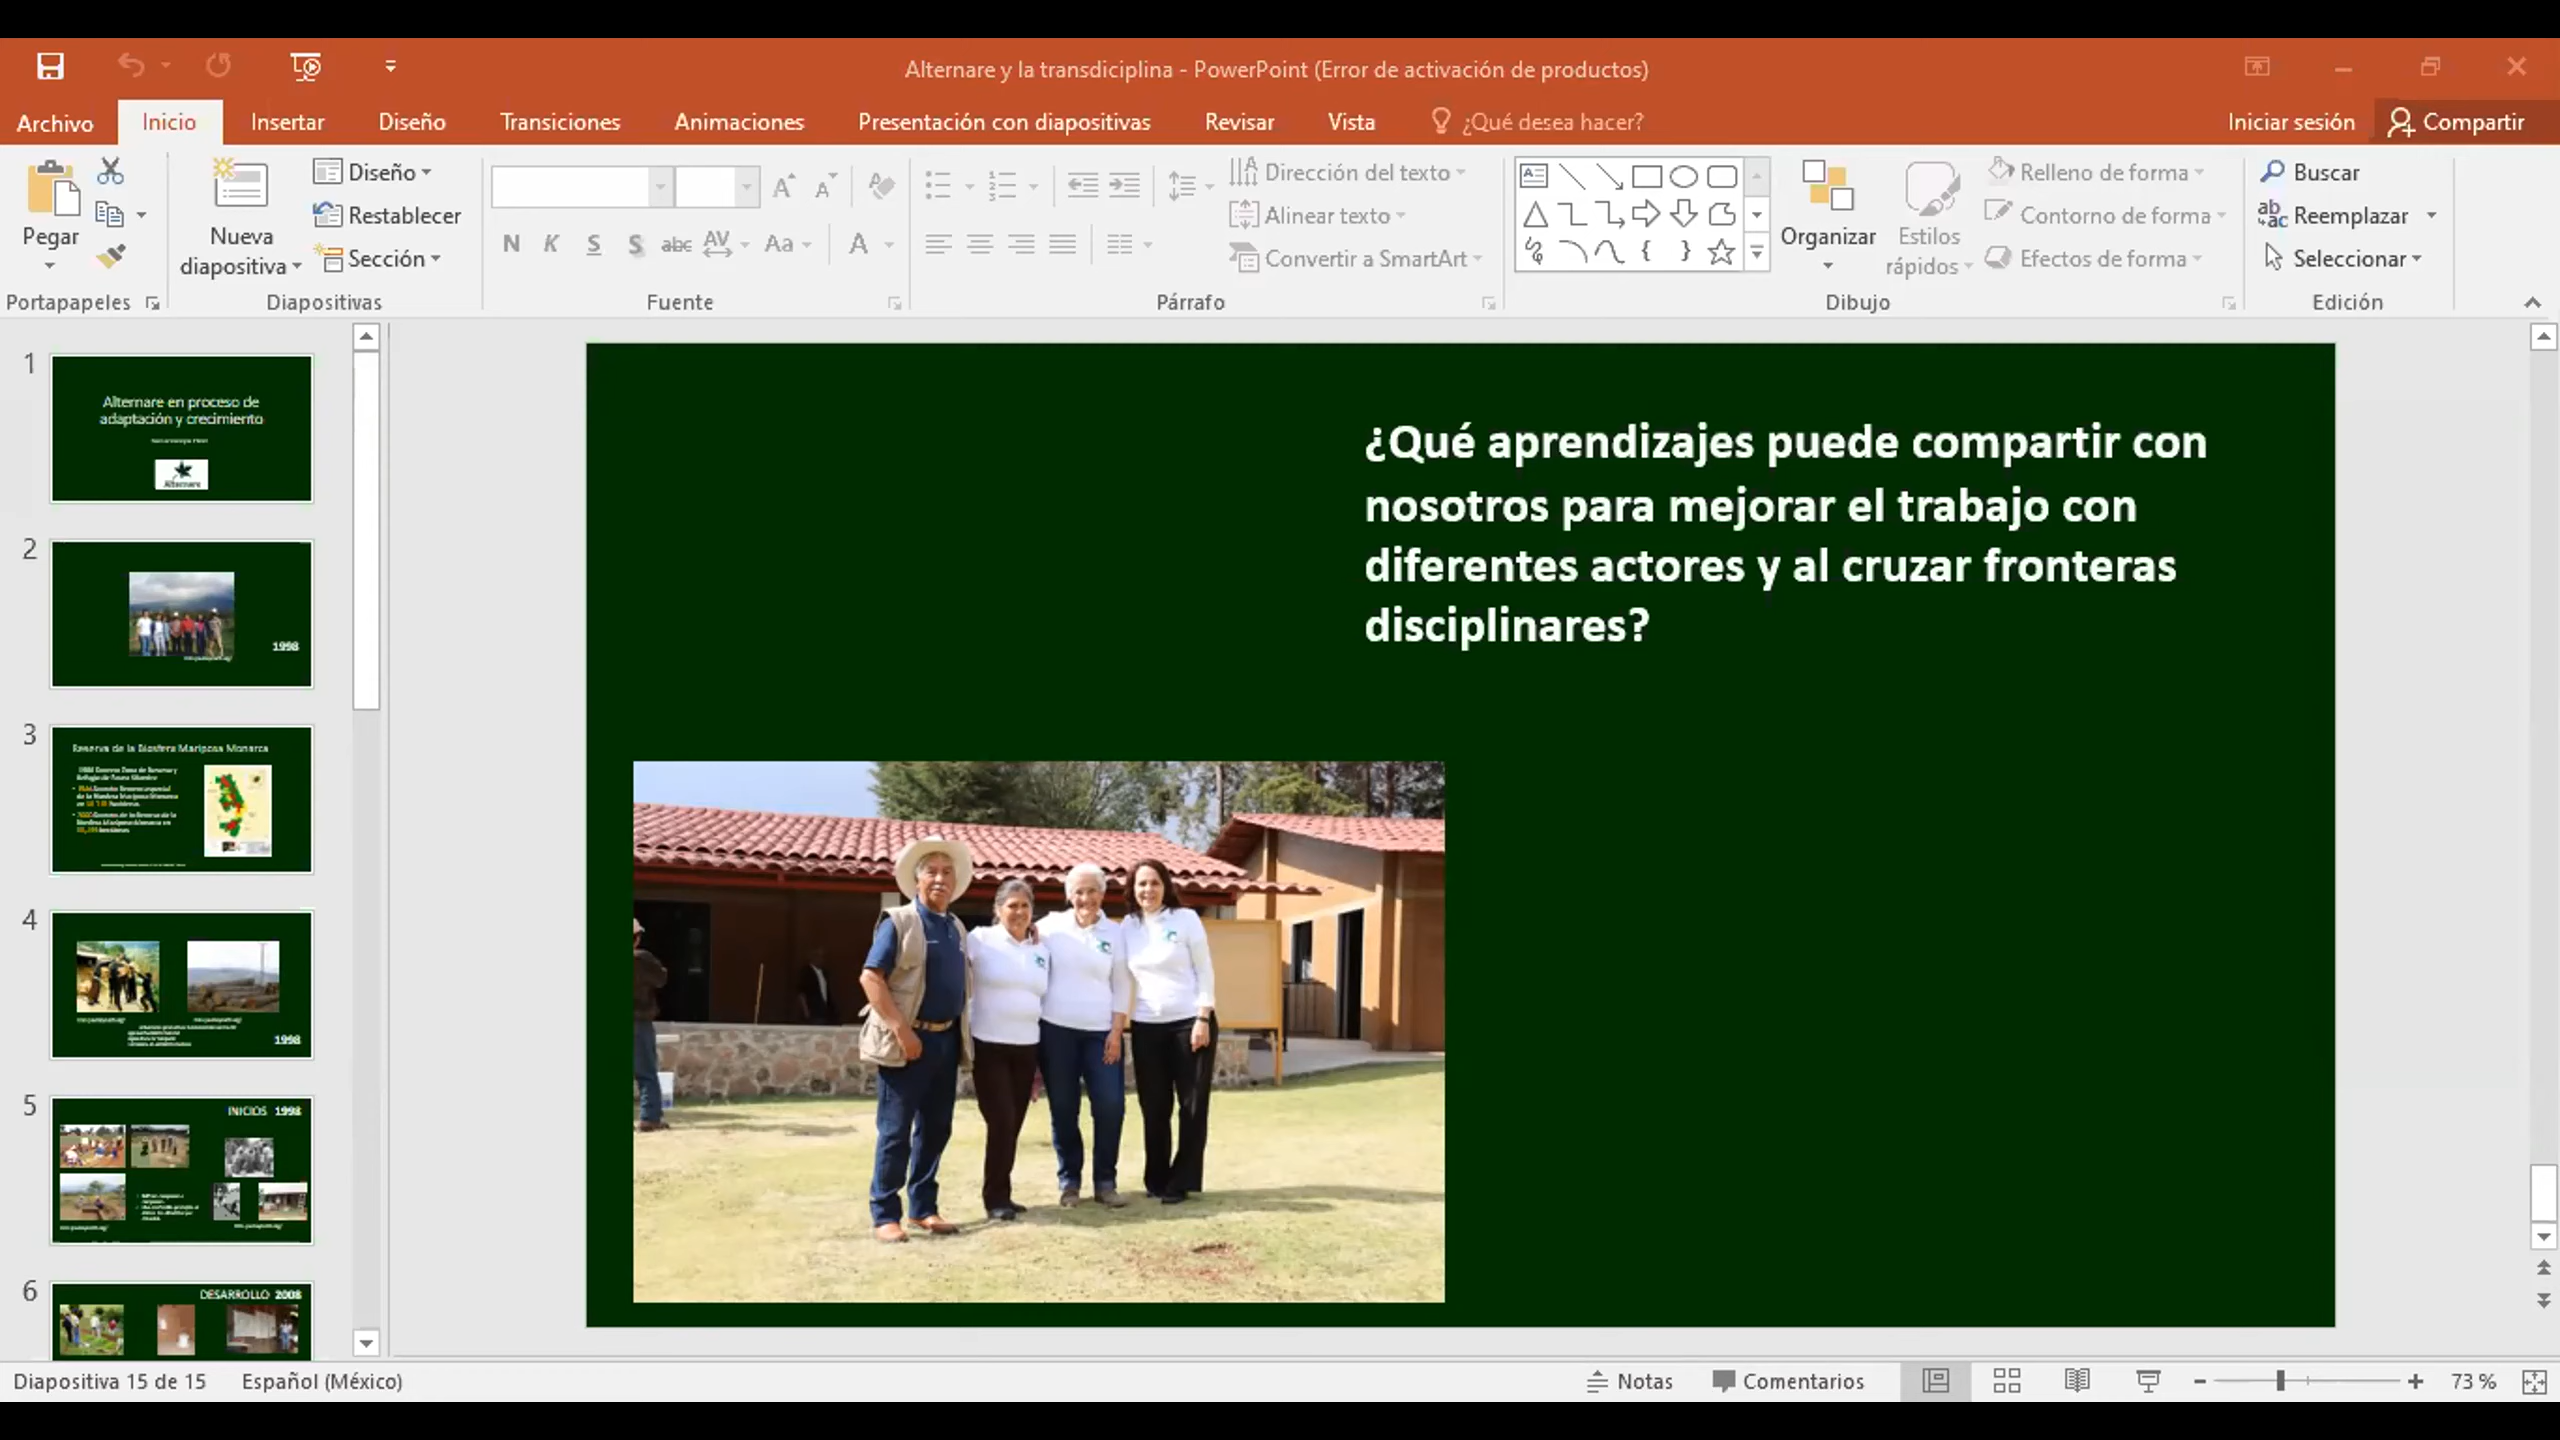 Alternare y la transdiciplina - PowerPoint (Error de activación de productos)
Archivo Inicio Insertar Diseño Transiciones Animaciones Presentación con diapositivas Revisar Vista ¿Qué desea hacer? Iniciar sesión Compartir
Pegar
Portapapeles
Nueva
diapositiva
Diseño
Restablecer
Sección
Diapositivas
N K S S abc AV Aa A
Fuente
Dirección del texto
Alinear texto
Convertir a SmartArt
Párrafo
Organizar
Estilos
rápidos
Relleno de forma
Contorno de forma
Efectos de forma
Dibujo
Buscar
Reemplazar
Seleccionar
Edición
1
Alternare en proceso de
adaptación y crecimiento
Alternare
2
1998
3
Reserva de la Biosfera Mariposa Monarca
4
1998
5
INICIOS 1998
6
DESARROLLO 2008
¿Qué aprendizajes puede compartir con
nosotros para mejorar el trabajo con
diferentes actores y al cruzar fronteras
disciplinares?
Diapositiva 15 de 15 Español (México) Notas Comentarios 73 %